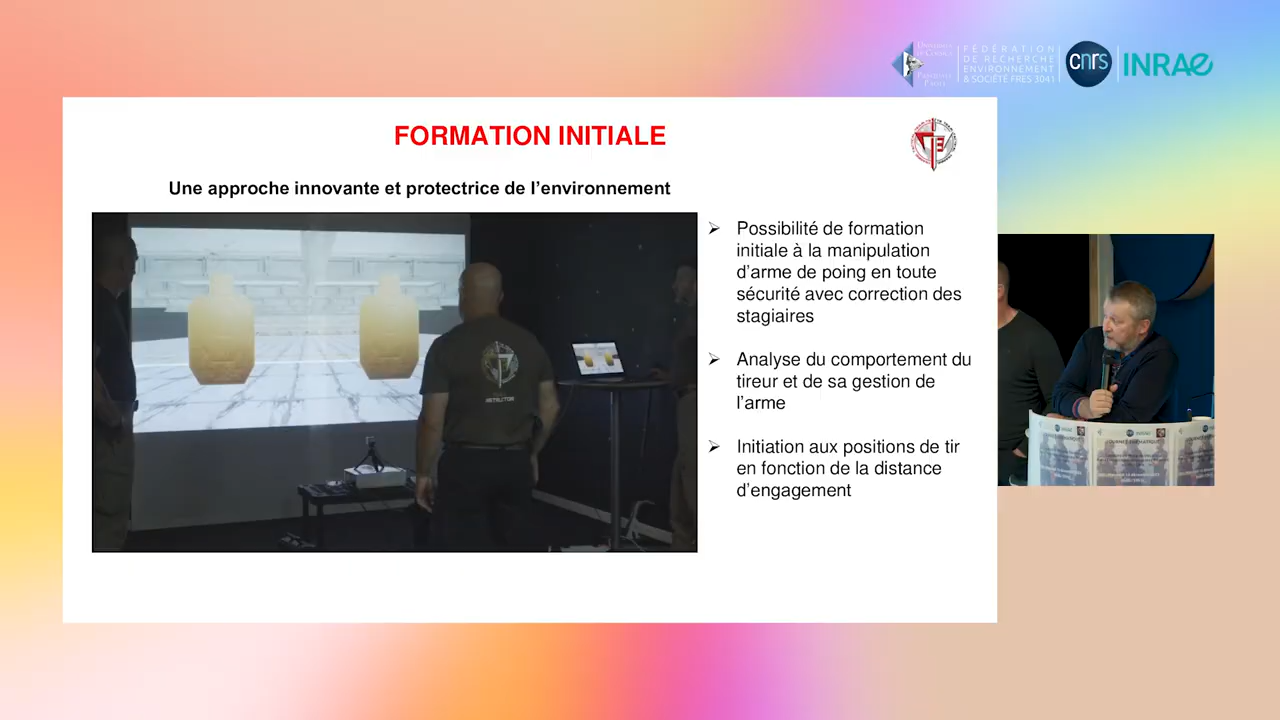 FÉDÉRATION
DE RECHERCHE
ENVIRONNEMENT
& SOCIÉTÉ FRES 3041
cnrs
INRAE
FORMATION INITIALE
Une approche innovante et protectrice de l'environnement
➢ Possibilité de formation
initiale à la manipulation
d'arme de poing en toute
sécurité avec correction des
stagiaires
➢ Analyse du comportement du
tireur et de sa gestion de
l'arme
➢ Initiation aux positions de tir
en fonction de la distance
d'engagement
JOURNÉE THÉMATIQUE